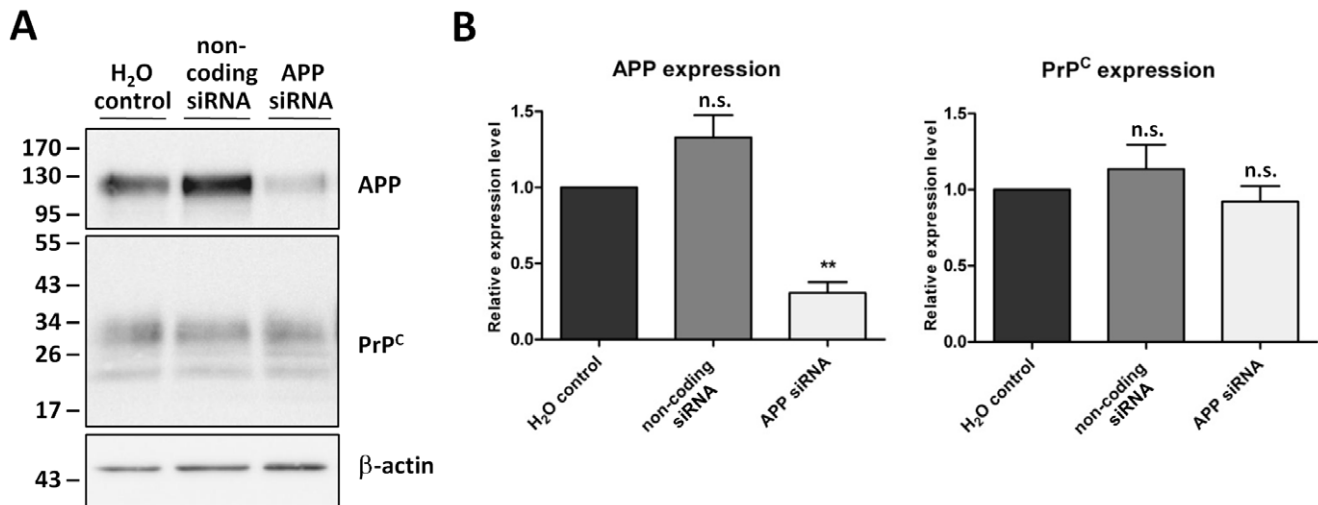 A
H₂O
control
non-
coding
siRNA
APP
siRNA
170
130
95
APP
55
43
34
26
17
PrPᶜ
43
β-actin
B
APP expression
Relative expression level
1.5
1.0
0.5
0.0
n.s.
**
H₂O control
non-coding
siRNA
APP siRNA
PrPᶜ expression
Relative expression level
1.5
1.0
0.5
0.0
n.s.
n.s.
H₂O control
non-coding
siRNA
APP siRNA